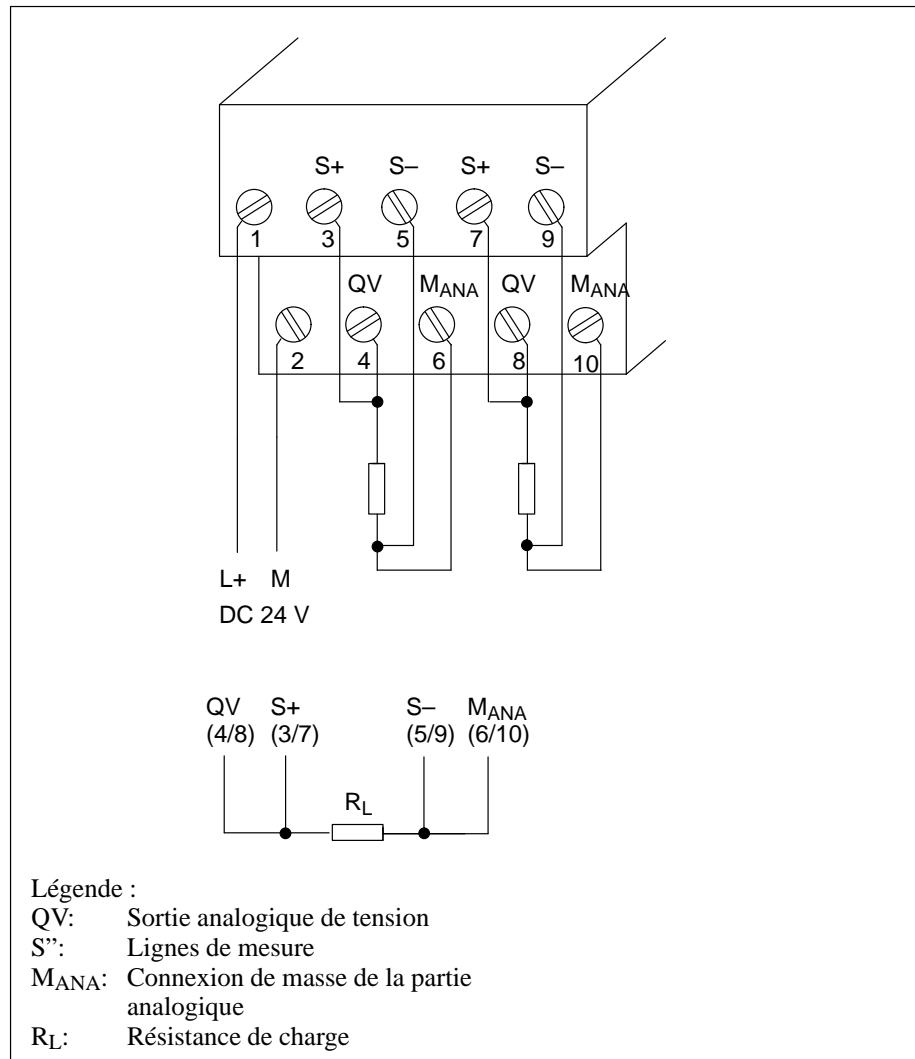 S+ S– S+ S–
1 3 5 7 9
QV MANA QV MANA
2 4 6 8 10
L+ M
DC 24 V
QV S+ S– MANA
(4/8) (3/7) (5/9) (6/10)
RL
Légende :
QV: Sortie analogique de tension
S”: Lignes de mesure
MANA: Connexion de masse de la partie
analogique
RL: Résistance de charge